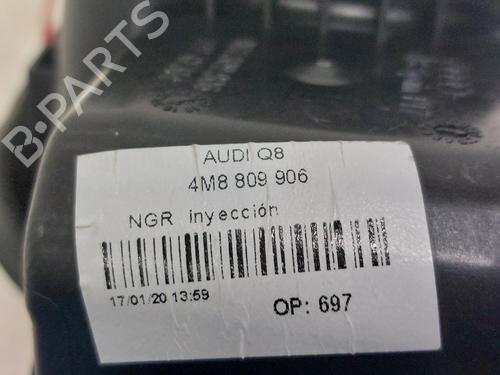 B-PARTS
AUDI Q8
4M8 809 906
NGR inyección
17/01/20 13:59
OP: 697